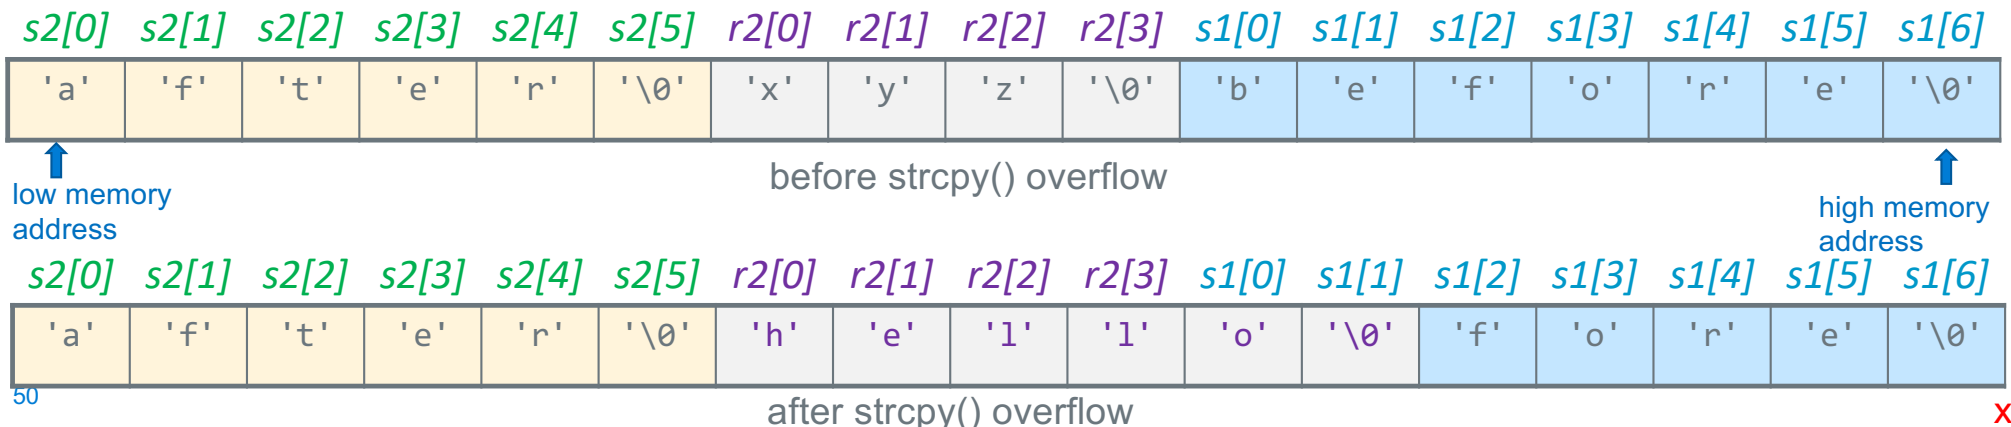 s2[0] s2[1] s2[2] s2[3] s2[4] s2[5] r2[0] r2[1] r2[2] r2[3] s1[0] s1[1] s1[2] s1[3] s1[4] s1[5] s1[6]
'a' 'f' 't' 'e' 'r' '\0' 'x' 'y' 'z' '\0' 'b' 'e' 'f' 'o' 'r' 'e' '\0'
before strcpy() overflow
low memory
address
high memory
address
s2[0] s2[1] s2[2] s2[3] s2[4] s2[5] r2[0] r2[1] r2[2] r2[3] s1[0] s1[1] s1[2] s1[3] s1[4] s1[5] s1[6]
'a' 'f' 't' 'e' 'r' '\0' 'h' 'e' 'l' 'l' 'o' '\0' 'f' 'o' 'r' 'e' '\0'
50
after strcpy() overflow
x